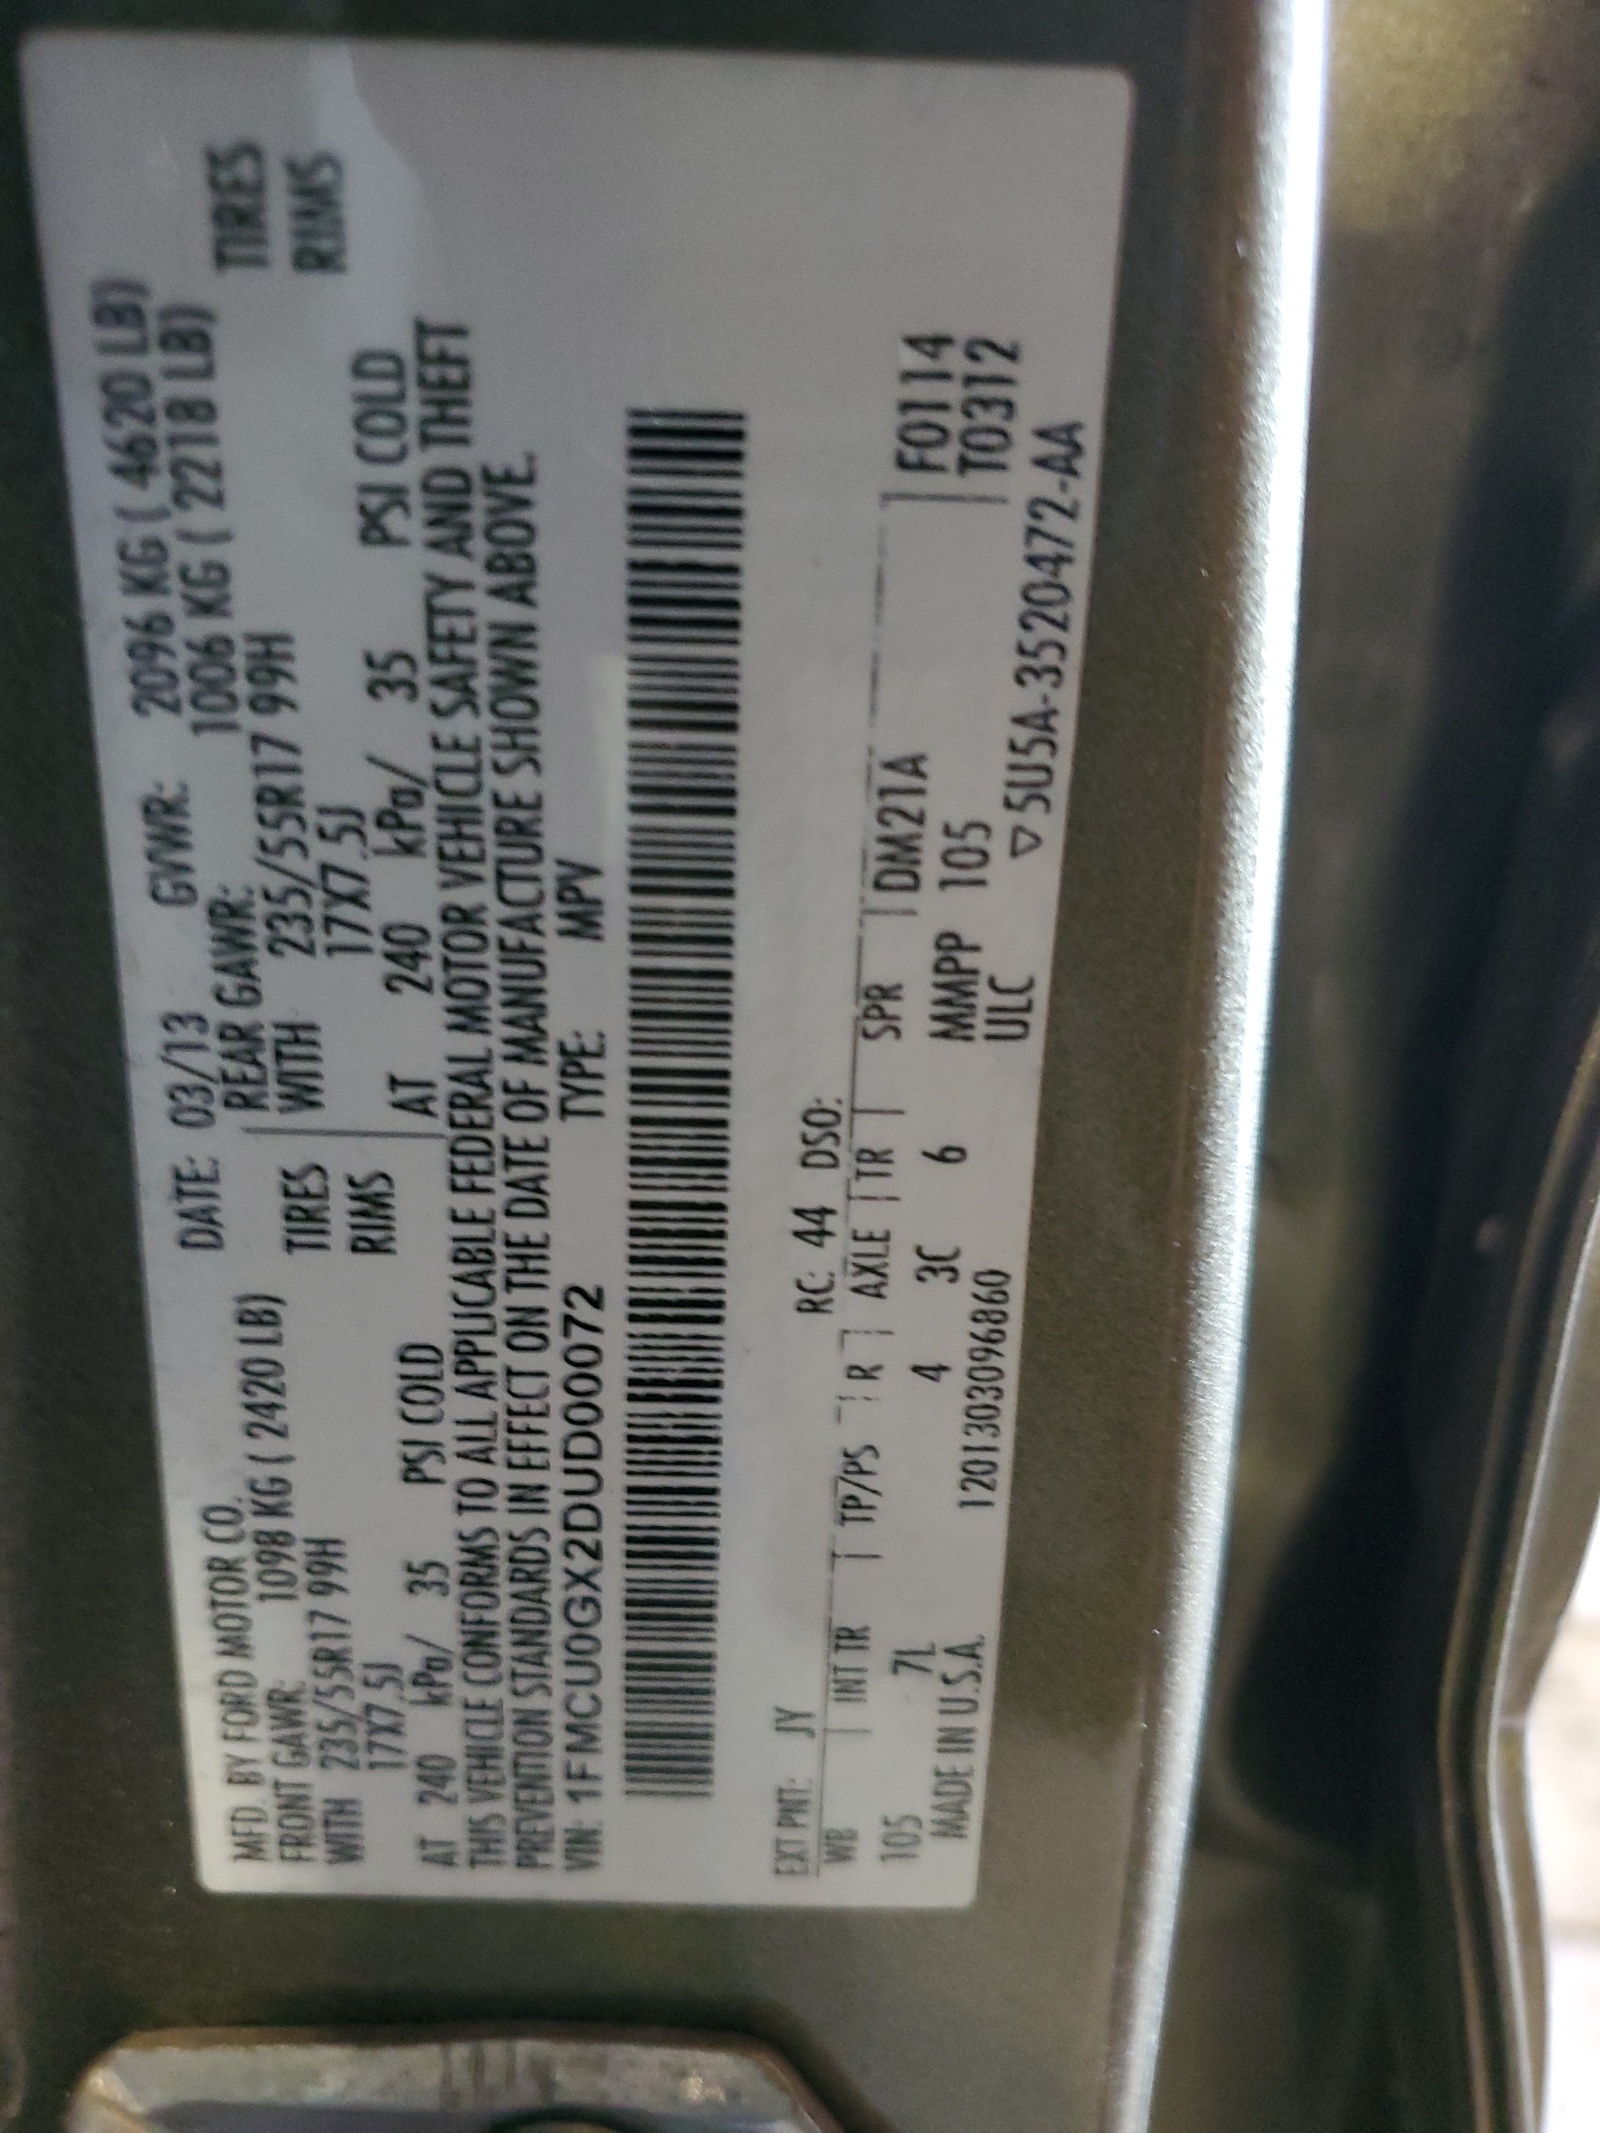 MFD. BY FORD MOTOR CO.
DATE: 03/13 GVWR: 2096 KG ( 4620 LB)
FRONT GAWR: 1098 KG ( 2420 LB) REAR GAWR: 1006 KG ( 2218 LB)
WITH 235/55R17 99H TIRES WITH 235/55R17 99H TIRES
17X7.5J RIMS 17X7.5J RIMS
AT 240 kPa/ 35 PSI COLD AT 240 kPa/ 35 PSI COLD
THIS VEHICLE CONFORMS TO ALL APPLICABLE FEDERAL MOTOR VEHICLE SAFETY AND THEFT
PREVENTION STANDARDS IN EFFECT ON THE DATE OF MANUFACTURE SHOWN ABOVE.
VIN: 1FMCU0GX2DUD00072 TYPE: MPV
EXT PNT: JY RC: 44 DSO:
WB | INT TR | TP/PS | R | AXLE | TR | SPR | DM21A | F0114
105 7L 4 3C 6 MMPP 105 | T0312
MADE IN U.S.A. 1201303096860 ULC ▽5U5A-3520472-AA